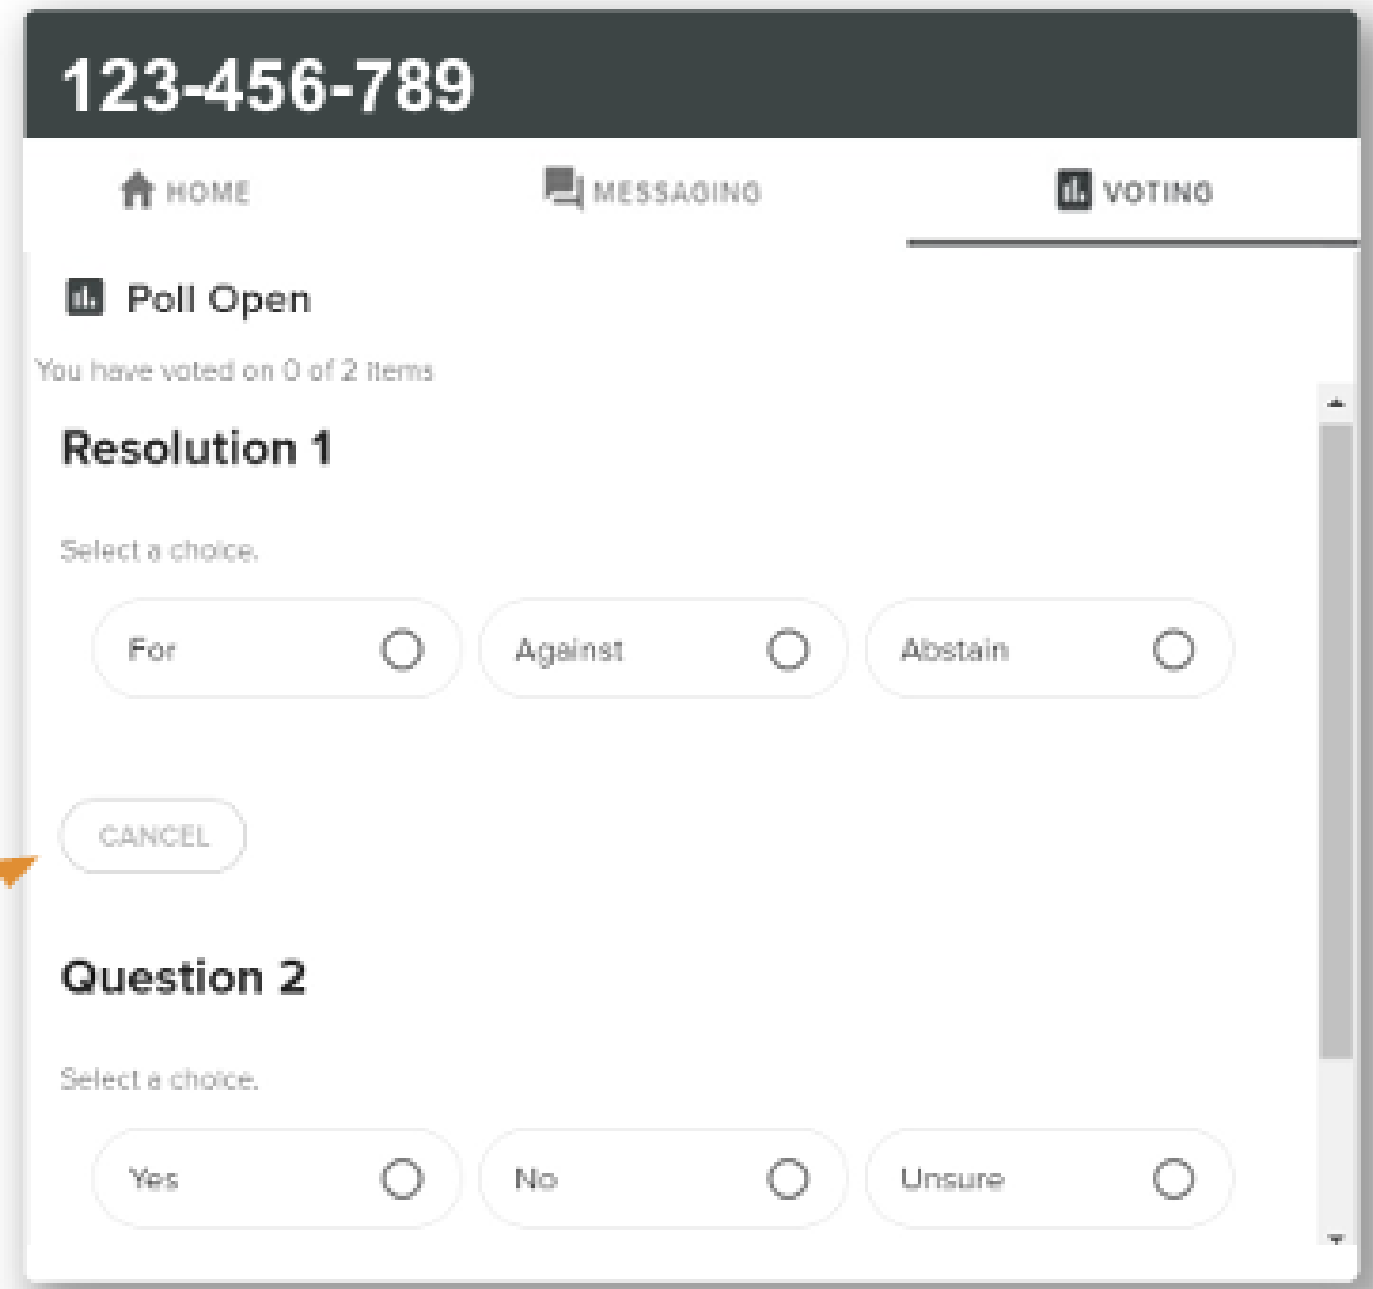 123-456-789
HOME MESSAGING VOTING
Poll Open
You have voted on 0 of 2 items
Resolution 1
Select a choice.
For Against Abstain
CANCEL
Question 2
Select a choice.
Yes No Unsure